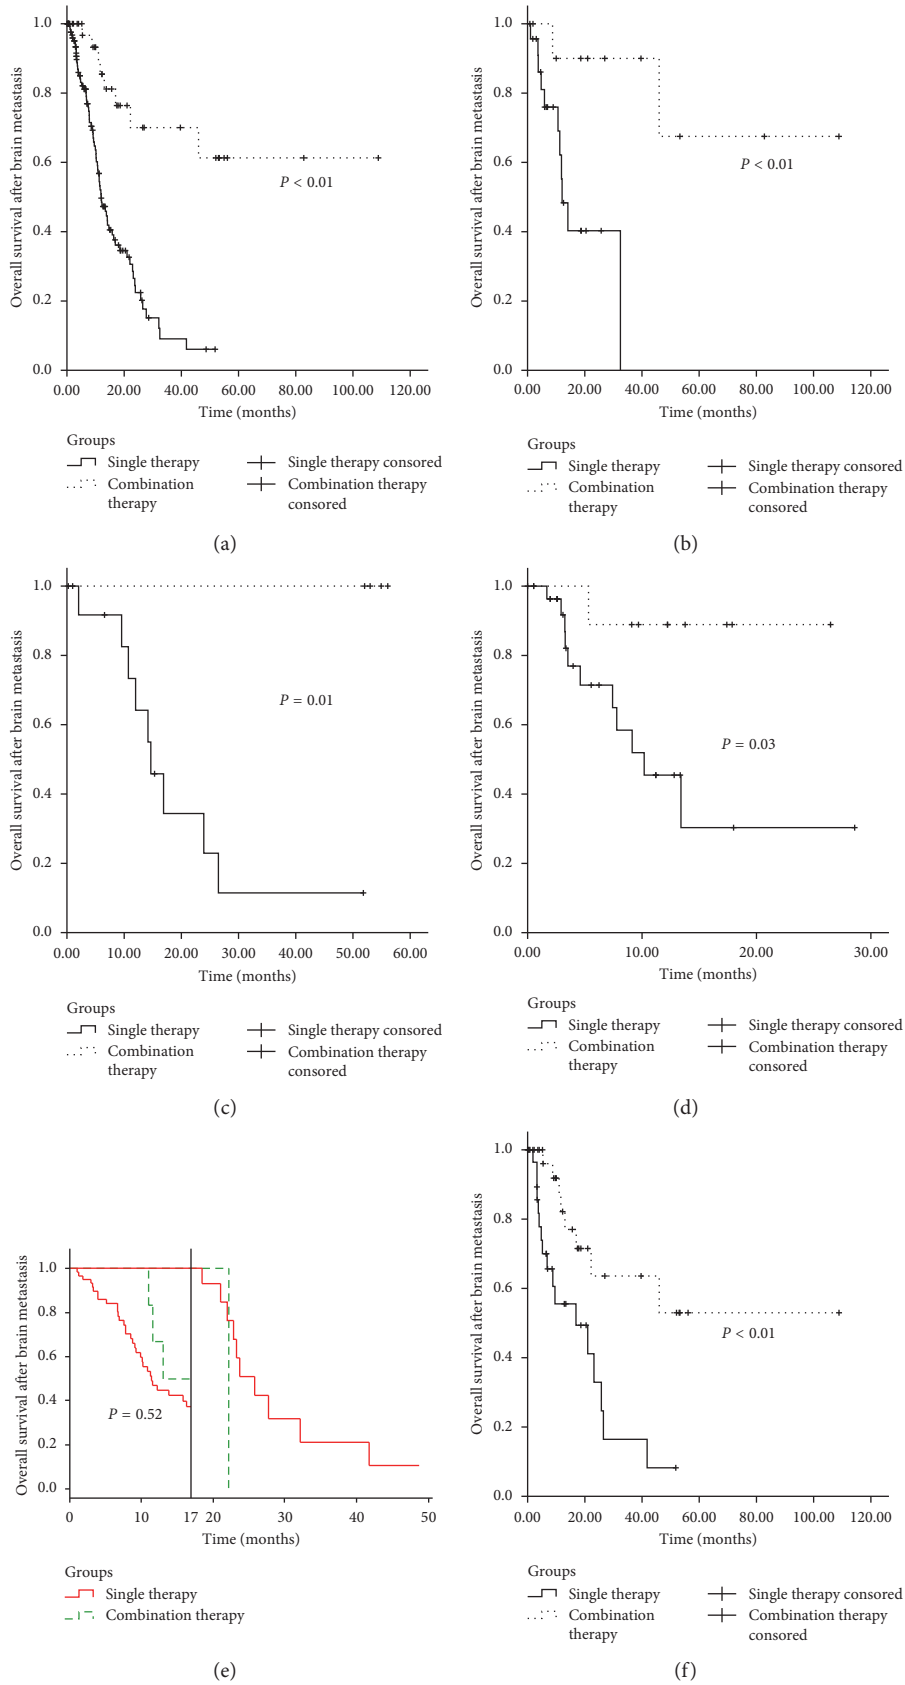 1.0
0.8
0.6
0.4
0.2
0.0
Overall survival after brain metastasis
P < 0.01
0.00 20.00 40.00 60.00 80.00 100.00 120.00
Time (months)
Groups
Single therapy
Combination
therapy
Single therapy consored
Combination therapy
consored
(a)
1.0
0.8
0.6
0.4
0.2
0.0
Overall survival after brain metastasis
P < 0.01
0.00 20.00 40.00 60.00 80.00 100.00 120.00
Time (months)
Groups
Single therapy
Combination
therapy
Single therapy consored
Combination therapy
consored
(b)
1.0
0.8
0.6
0.4
0.2
0.0
Overall survival after brain metastasis
P = 0.01
0.00 10.00 20.00 30.00 40.00 50.00 60.00
Time (months)
Groups
Single therapy
Combination
therapy
Single therapy consored
Combination therapy
consored
(c)
1.0
0.8
0.6
0.4
0.2
0.0
Overall survival after brain metastasis
P = 0.03
0.00 10.00 20.00 30.00
Time (months)
Groups
Single therapy
Combination
therapy
Single therapy consored
Combination therapy
consored
(d)
1.0
0.8
0.6
0.4
0.2
0.0
Overall survival after brain metastasis
P = 0.52
0 10 17 20 30 40 50
Time (months)
Groups
Single therapy
Combination therapy
(e)
1.0
0.8
0.6
0.4
0.2
0.0
Overall survival after brain metastasis
P < 0.01
0.00 20.00 40.00 60.00 80.00 100.00 120.00
Time (months)
Groups
Single therapy
Combination
therapy
Single therapy consored
Combination therapy
consored
(f)